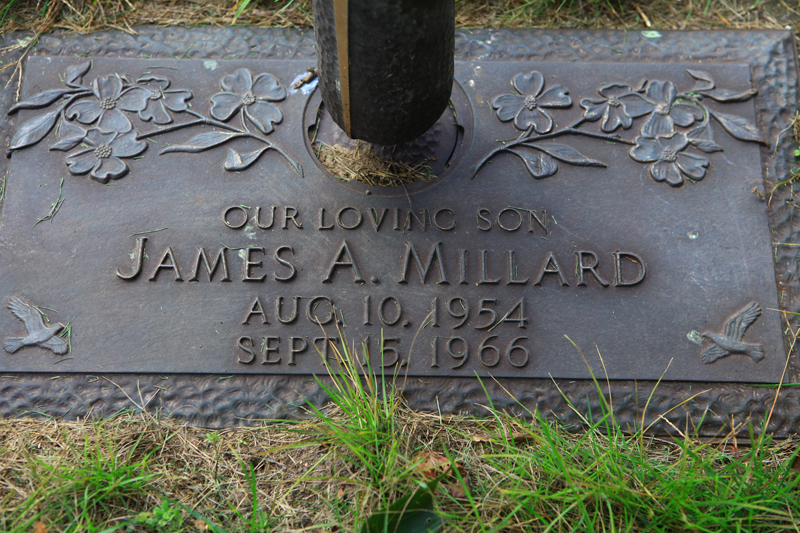 OUR LOVING SON
JAMES A. MILLARD
AUG. 10. 1954
SEPT. 15. 1966